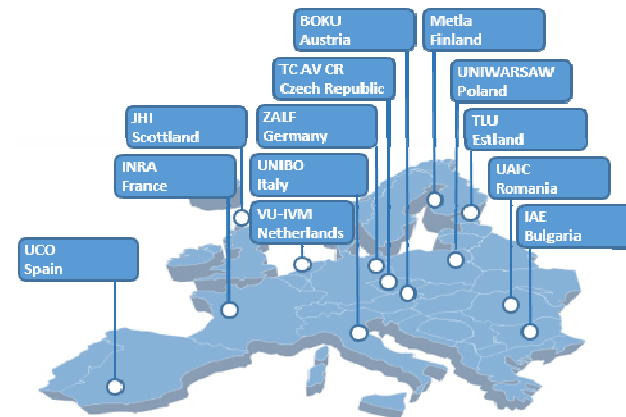 BOKU
Austria
Metla
Finland
TC AV CR
Czech Republic
UNIWARSAW
Poland
JHI
Scottland
ZALF
Germany
TLU
Estland
INRA
France
UNIBO
Italy
UAIC
Romania
VU-IVM
Netherlands
IAE
Bulgaria
UCO
Spain